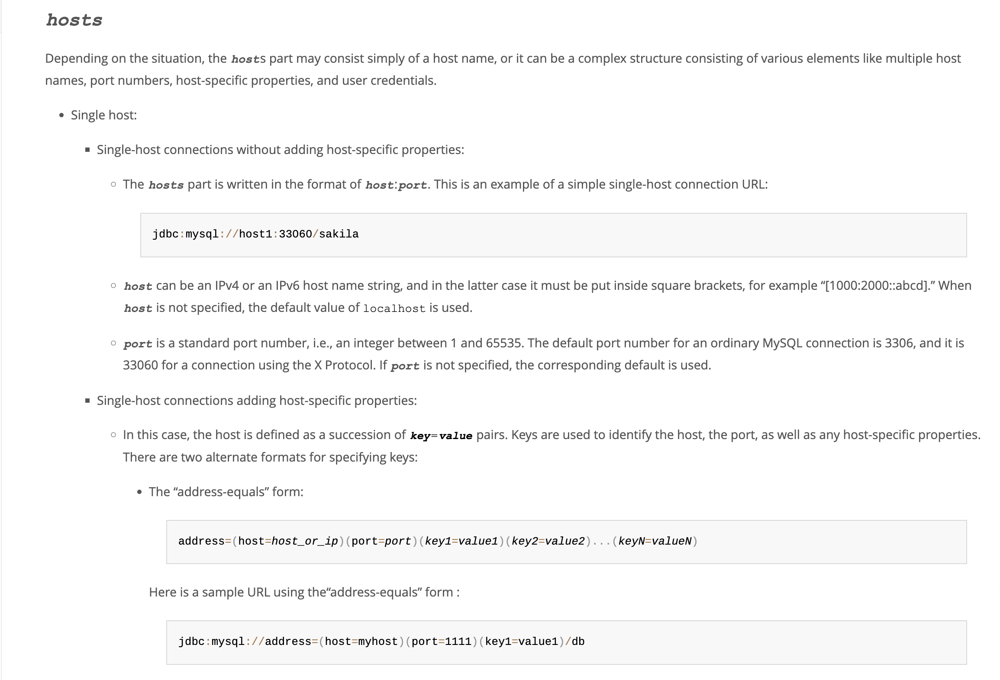 hosts
Depending on the situation, the hosts part may consist simply of a host name, or it can be a complex structure consisting of various elements like multiple host
names, port numbers, host-specific properties, and user credentials.
• Single host:
▪ Single-host connections without adding host-specific properties:
◦ The hosts part is written in the format of host:port. This is an example of a simple single-host connection URL:
jdbc:mysql://host1:33060/sakila
◦ host can be an IPv4 or an IPv6 host name string, and in the latter case it must be put inside square brackets, for example “[1000:2000::abcd].” When
host is not specified, the default value of localhost is used.
◦ port is a standard port number, i.e., an integer between 1 and 65535. The default port number for an ordinary MySQL connection is 3306, and it is
33060 for a connection using the X Protocol. If port is not specified, the corresponding default is used.
▪ Single-host connections adding host-specific properties:
◦ In this case, the host is defined as a succession of key=value pairs. Keys are used to identify the host, the port, as well as any host-specific properties.
There are two alternate formats for specifying keys:
• The “address-equals” form:
address=(host=host_or_ip)(port=port)(key1=value1)(key2=value2)...(keyN=valueN)
Here is a sample URL using the“address-equals” form :
jdbc:mysql://address=(host=myhost)(port=1111)(key1=value1)/db